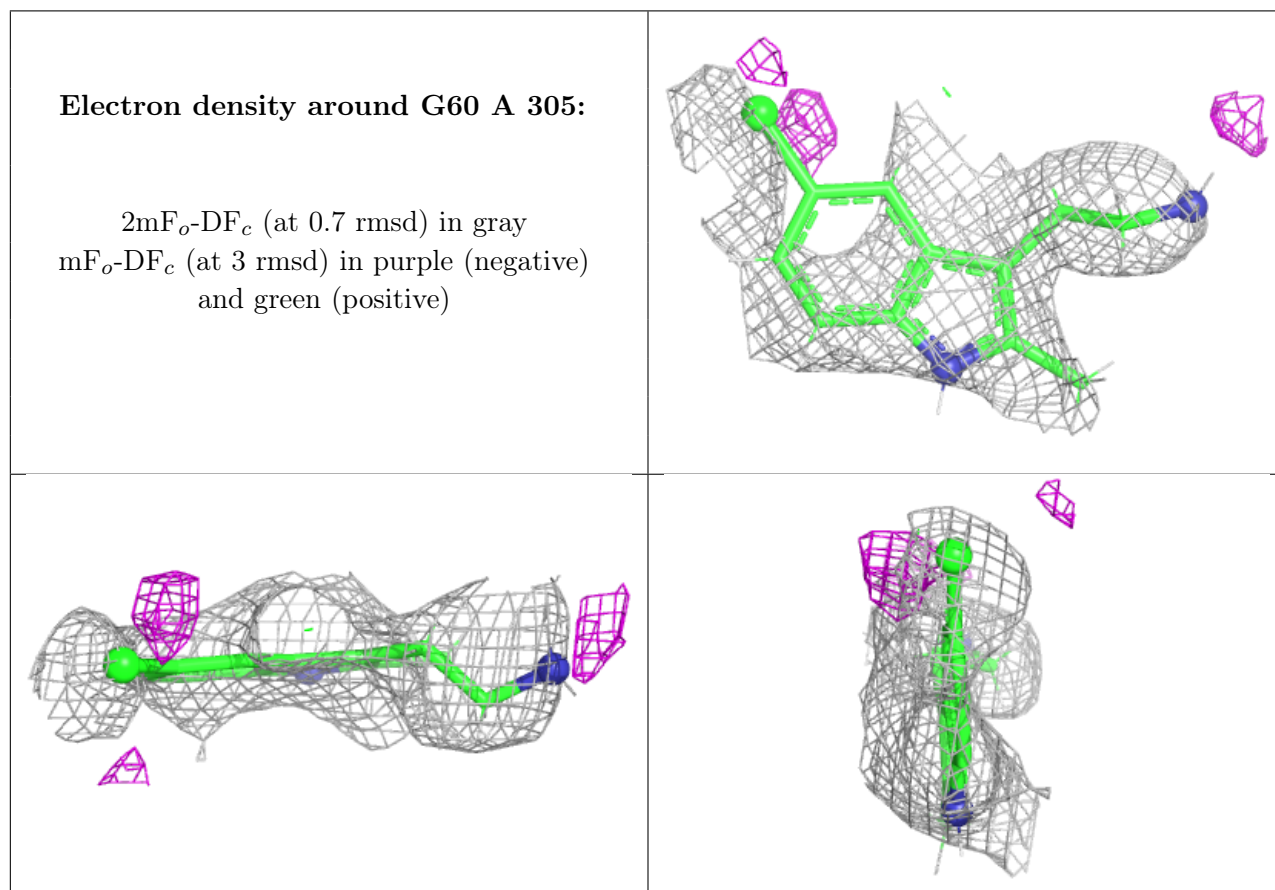 Electron density around G60 A 305:
2mFo-DFc (at 0.7 rmsd) in gray
mFo-DFc (at 3 rmsd) in purple (negative)
and green (positive)